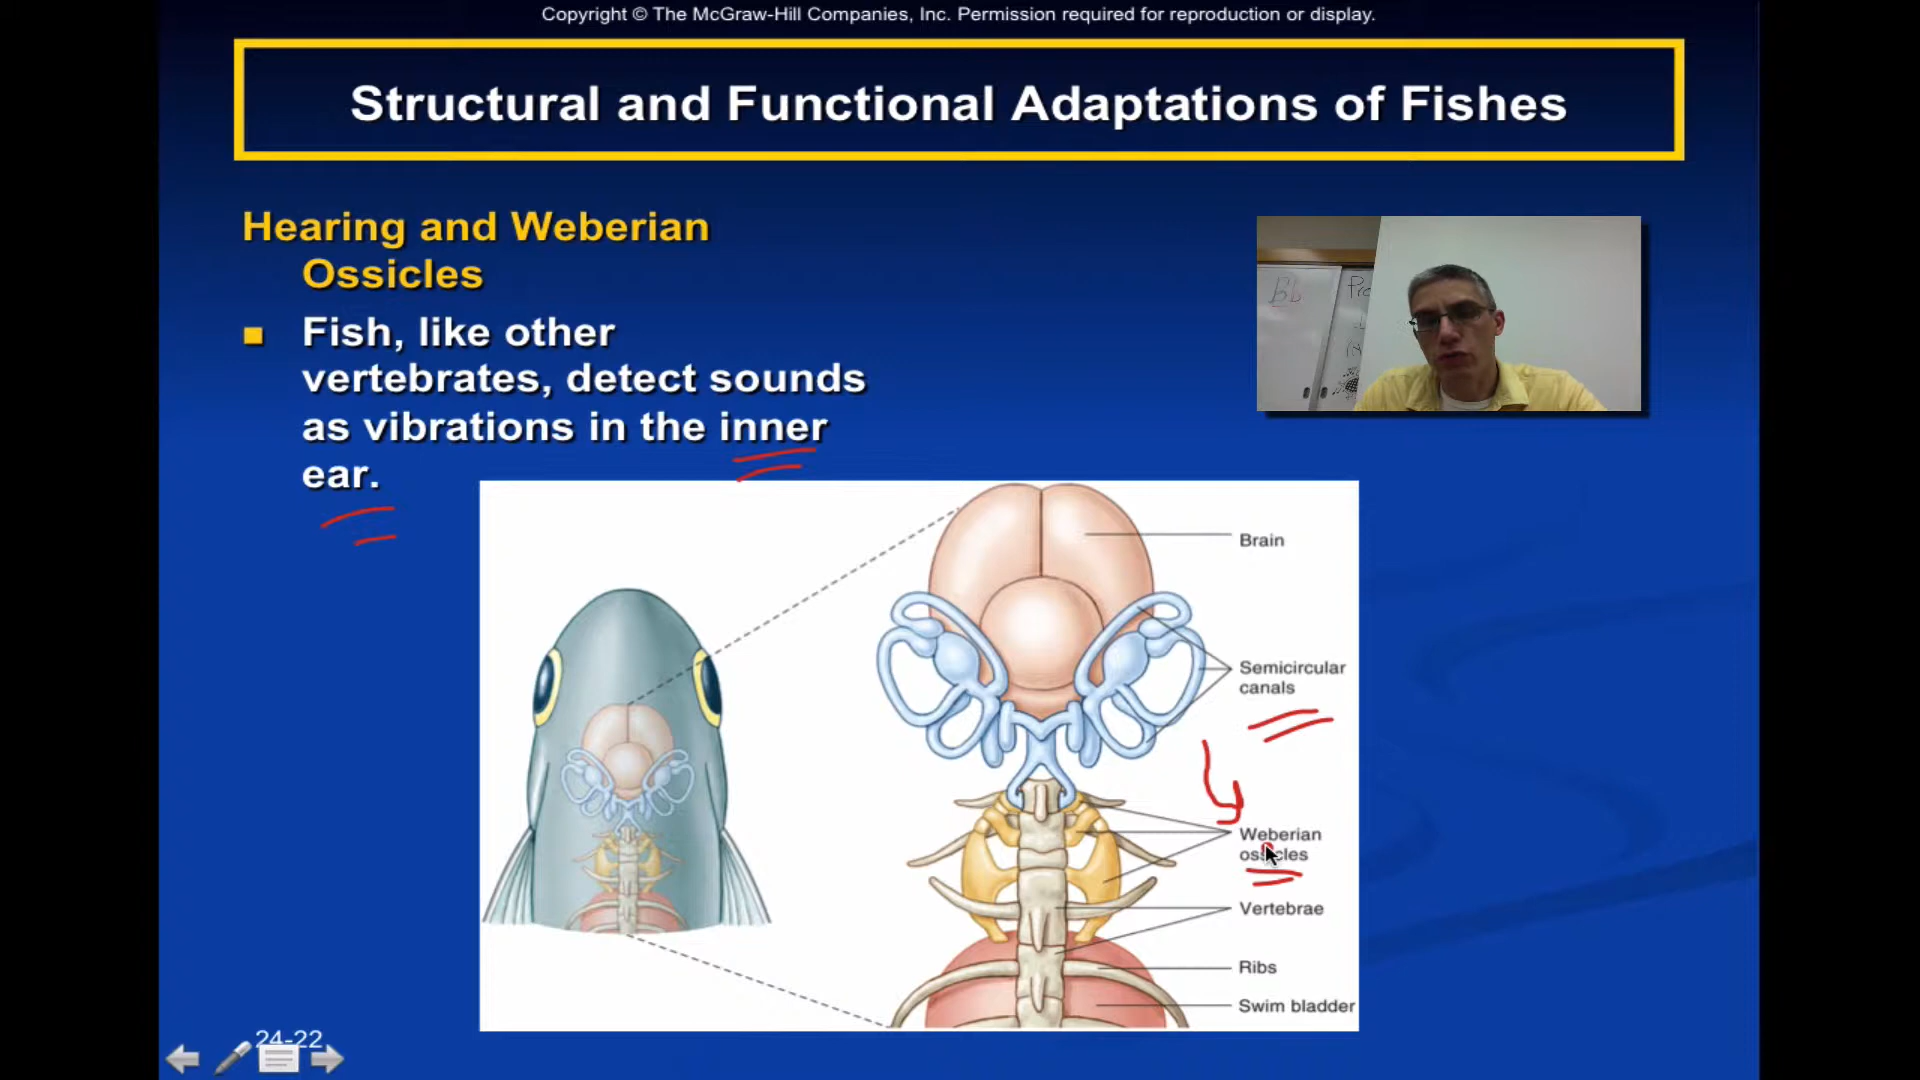 Copyright © The McGraw-Hill Companies, Inc. Permission required for reproduction or display.
Structural and Functional Adaptations of Fishes
Hearing and Weberian
Ossicles
Fish, like other
vertebrates, detect sounds
as vibrations in the inner
ear.
Brain
Semicircular
canals
Weberian
ossicles
Vertebrae
Ribs
Swim bladder
24-22